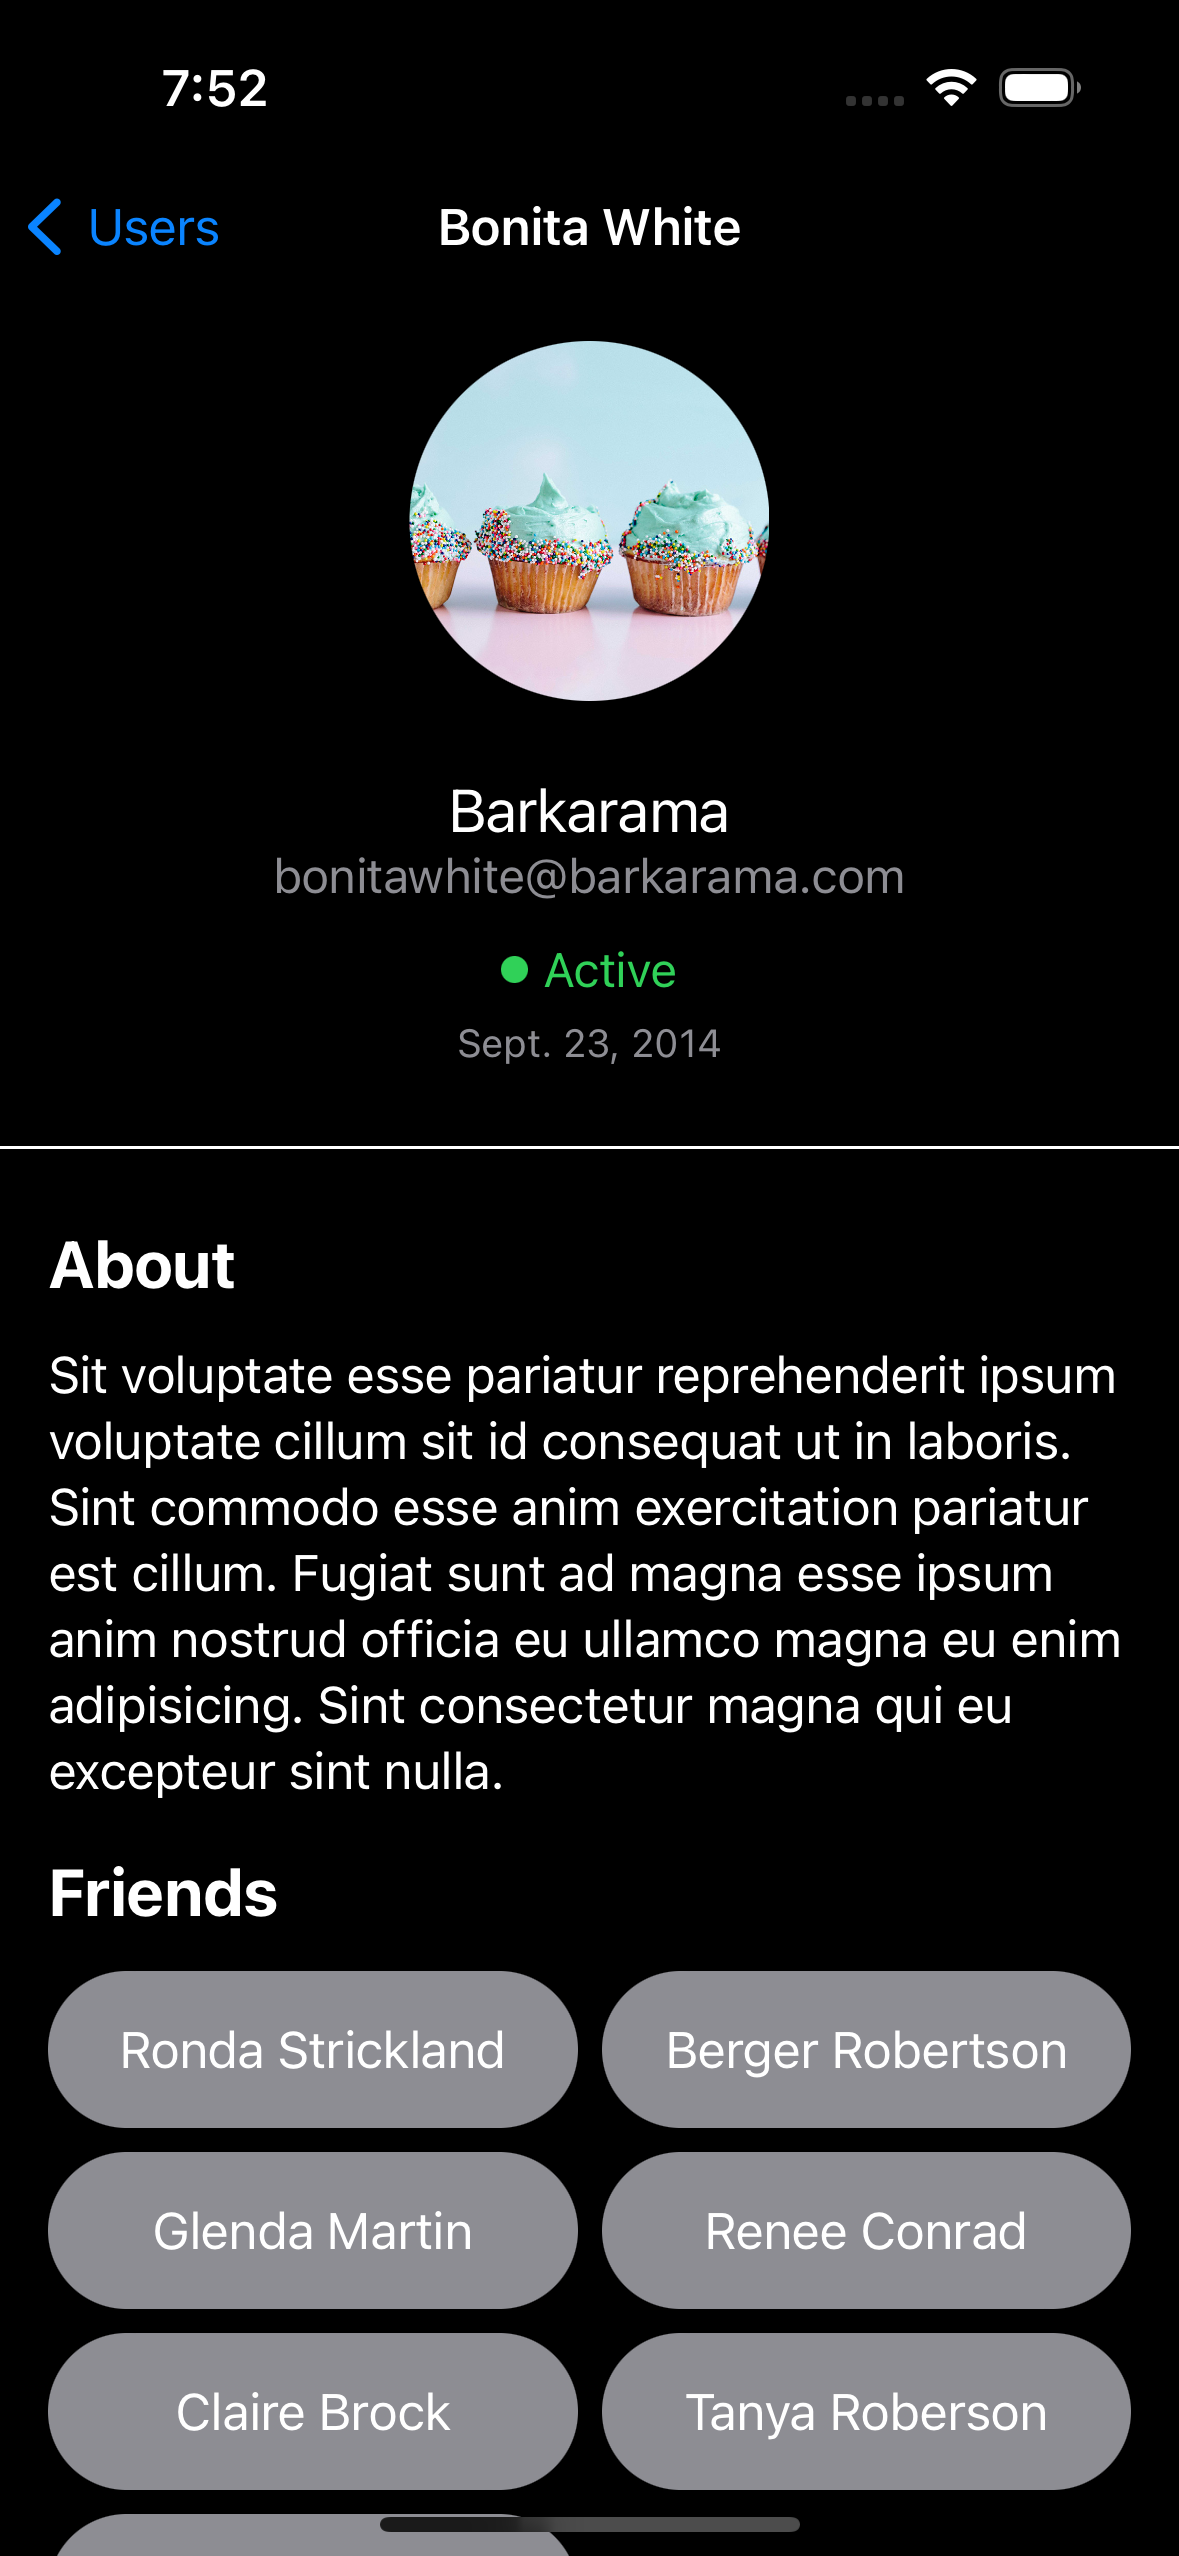 7:52
Users
Bonita White
Barkarama
bonitawhite@barkarama.com
Active
Sept. 23, 2014
About
Sit voluptate esse pariatur reprehenderit ipsum
voluptate cillum sit id consequat ut in laboris.
Sint commodo esse anim exercitation pariatur
est cillum. Fugiat sunt ad magna esse ipsum
anim nostrud officia eu ullamco magna eu enim
adipisicing. Sint consectetur magna qui eu
excepteur sint nulla.
Friends
Ronda Strickland
Berger Robertson
Glenda Martin
Renee Conrad
Claire Brock
Tanya Roberson